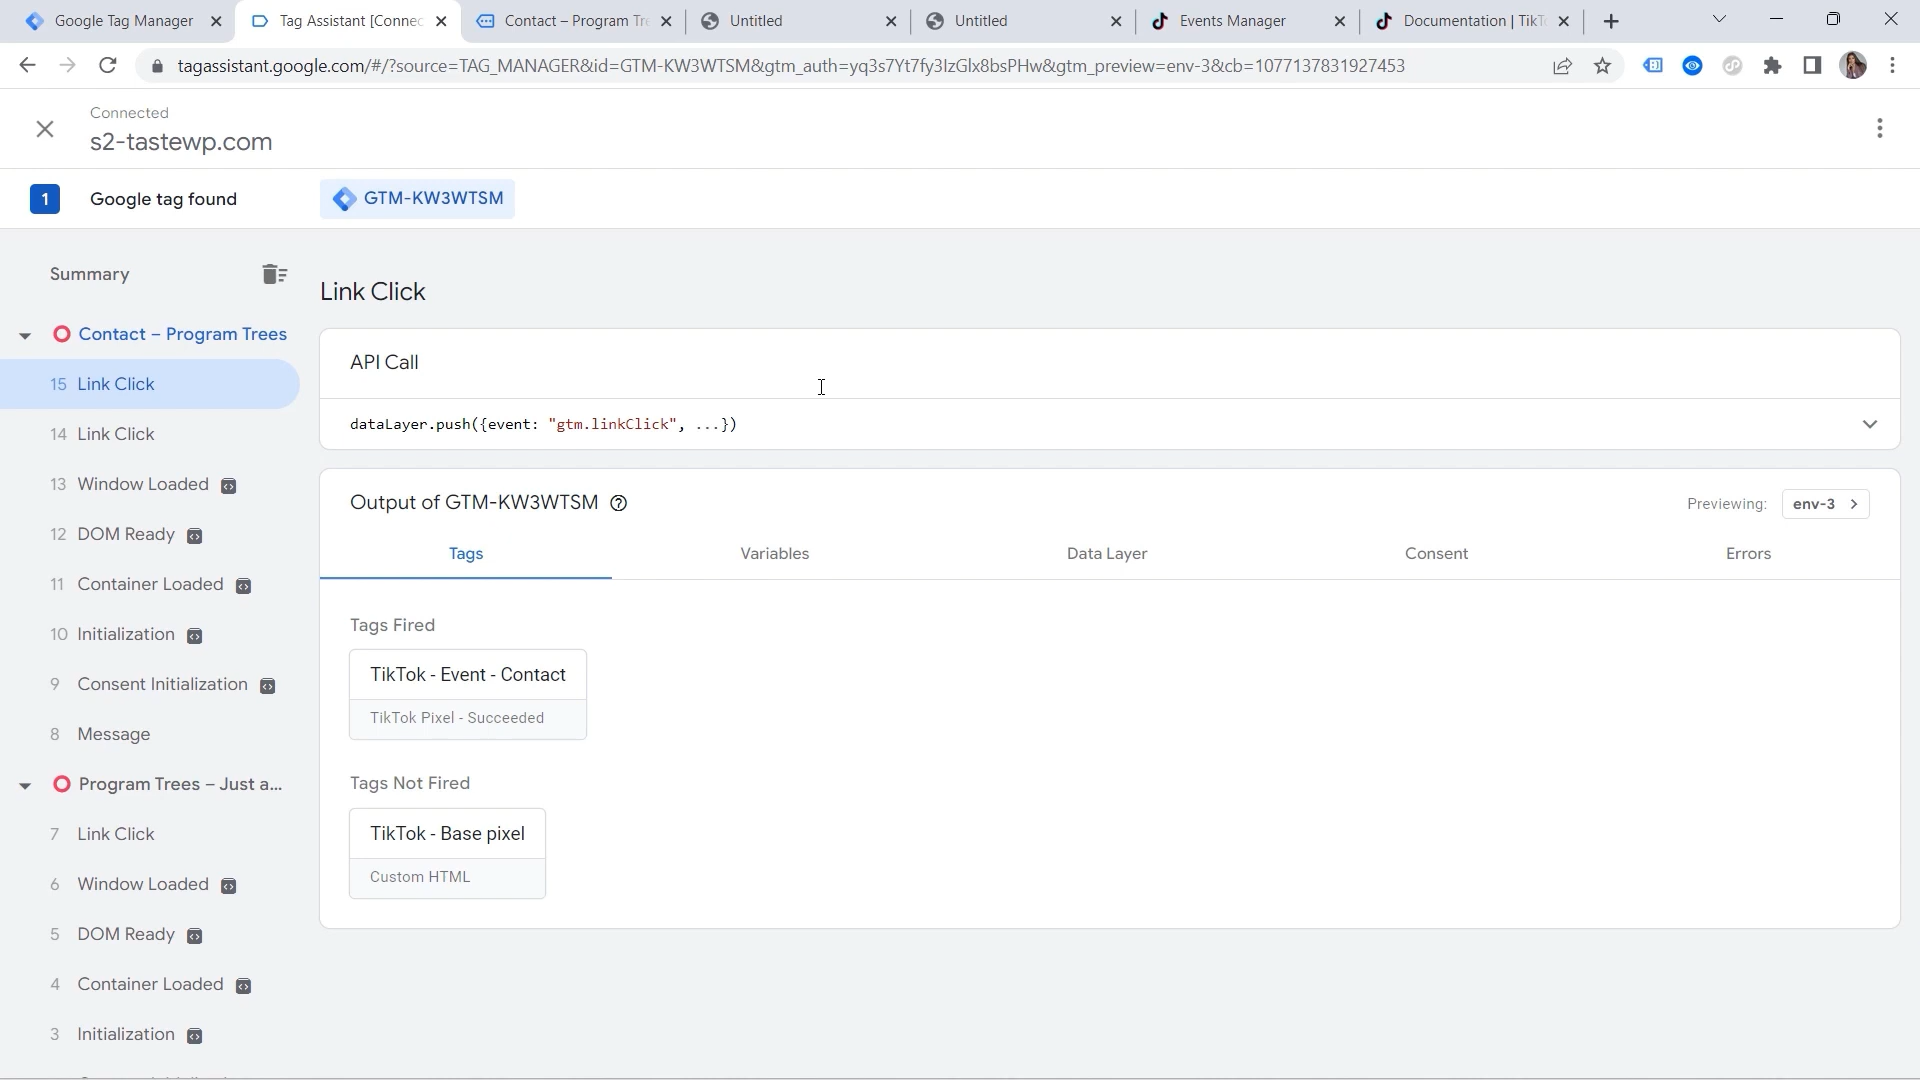 Google Tag Manager
Tag Assistant [Connec
Contact – Program Tre
Untitled
Untitled
Events Manager
Documentation | TikT
tagassistant.google.com/#/?source=TAG_MANAGER&id=GTM-KW3WTSM&gtm_auth=yq3s7Yt7fy3IzGlx8bsPHw&gtm_preview=env-3&cb=1077137831927453
Connected
s2-tastewp.com
1
Google tag found
GTM-KW3WTSM
Summary
Contact – Program Trees
15 Link Click
14 Link Click
13 Window Loaded
12 DOM Ready
11 Container Loaded
10 Initialization
9 Consent Initialization
8 Message
Program Trees – Just a...
7 Link Click
6 Window Loaded
5 DOM Ready
4 Container Loaded
3 Initialization
Link Click
API Call
dataLayer.push({event: "gtm.linkClick", ...})
Output of GTM-KW3WTSM
Previewing: env-3
Tags
Variables
Data Layer
Consent
Errors
Tags Fired
TikTok - Event - Contact
TikTok Pixel - Succeeded
Tags Not Fired
TikTok - Base pixel
Custom HTML